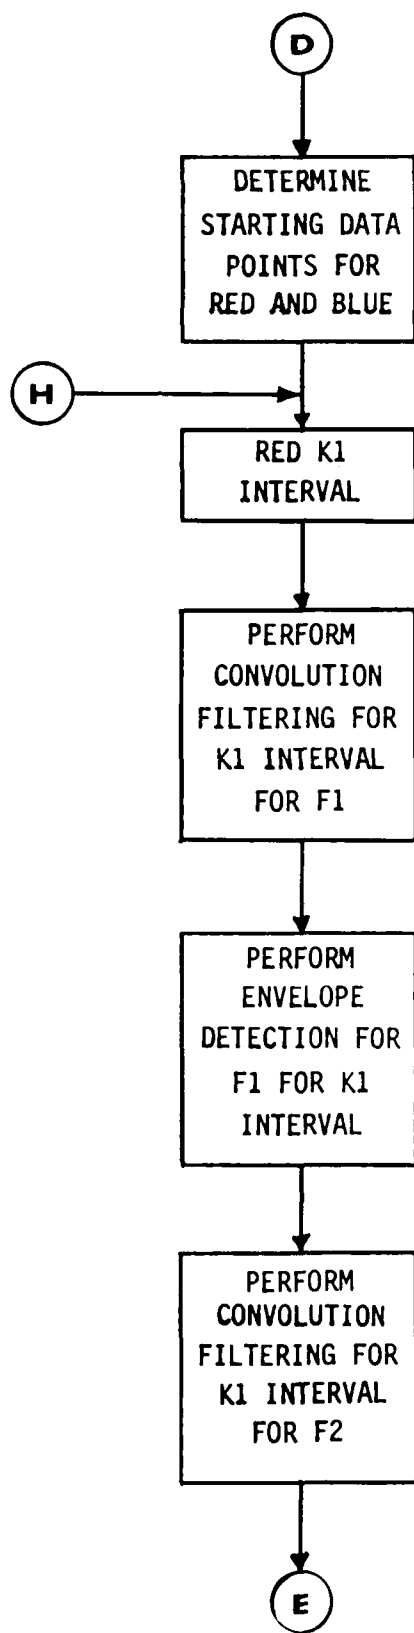 D
DETERMINE
STARTING DATA
POINTS FOR
RED AND BLUE
H
RED K1
INTERVAL
PERFORM
CONVOLUTION
FILTERING FOR
K1 INTERVAL
FOR F1
PERFORM
ENVELOPE
DETECTION FOR
F1 FOR K1
INTERVAL
PERFORM
CONVOLUTION
FILTERING FOR
K1 INTERVAL
FOR F2
E